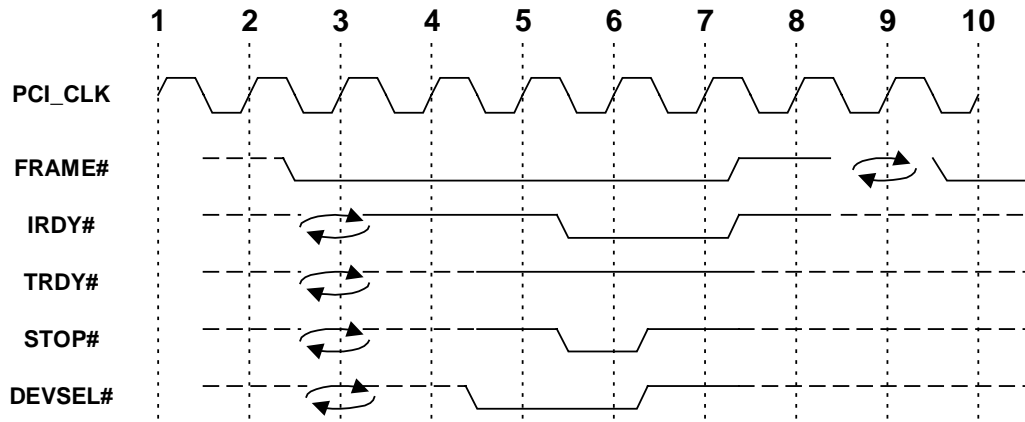 1 2 3 4 5 6 7 8 9 10
PCI_CLK
FRAME#
IRDY#
TRDY#
STOP#
DEVSEL#